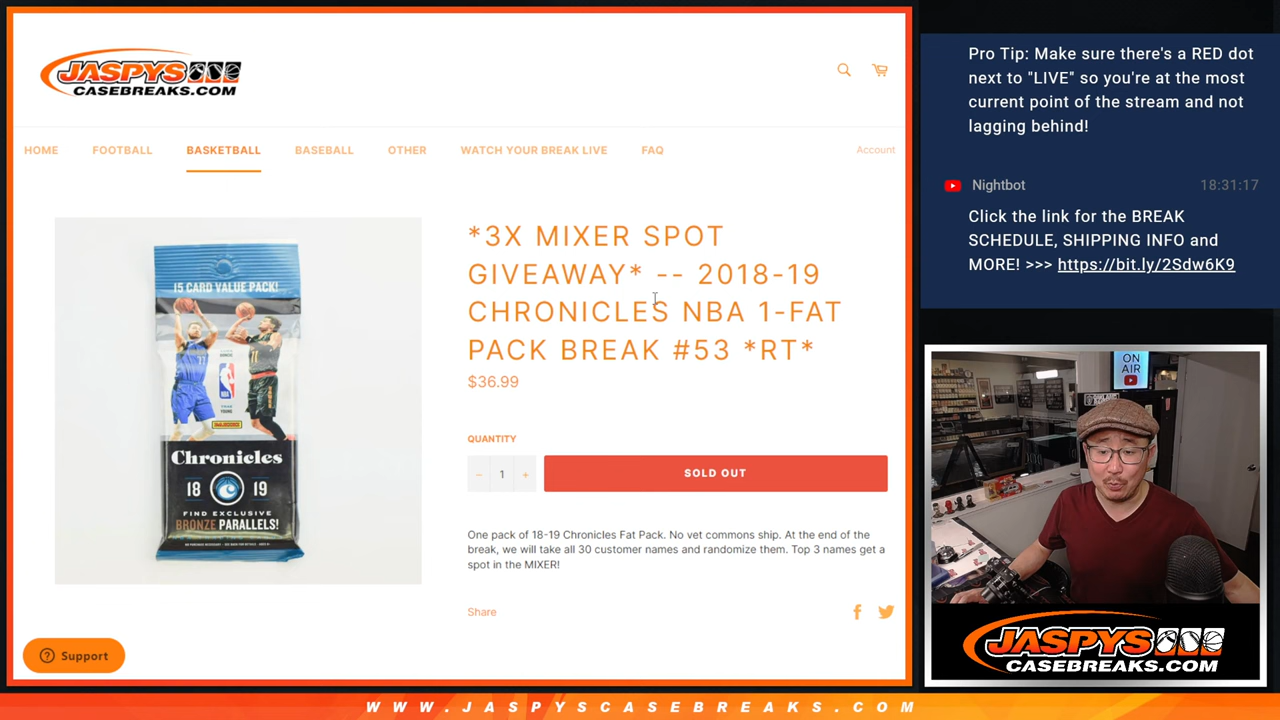 JASPYS
CASEBREAKS.COM
HOME
FOOTBALL
BASKETBALL
BASEBALL
OTHER
WATCH YOUR BREAK LIVE
FAQ
Account
15 CARD VALUE PACK!
Chronicles
18 19
FIND EXCLUSIVE
BRONZE PARALLELS!
*3X MIXER SPOT
GIVEAWAY* -- 2018-19
CHRONICLES NBA 1-FAT
PACK BREAK #53 *RT*
$36.99
QUANTITY
− 1 +
SOLD OUT
One pack of 18-19 Chronicles Fat Pack. No vet commons ship. At the end of the
break, we will take all 30 customer names and randomize them. Top 3 names get a
spot in the MIXER!
Share
Support
Pro Tip: Make sure there's a RED dot
next to "LIVE" so you're at the most
current point of the stream and not
lagging behind!
Nightbot 18:31:17
Click the link for the BREAK
SCHEDULE, SHIPPING INFO and
MORE! >>> https://bit.ly/2Sdw6K9
ON
AIR
JASPYS
CASEBREAKS.COM
WWW.JASPYSCASEBREAKS.COM